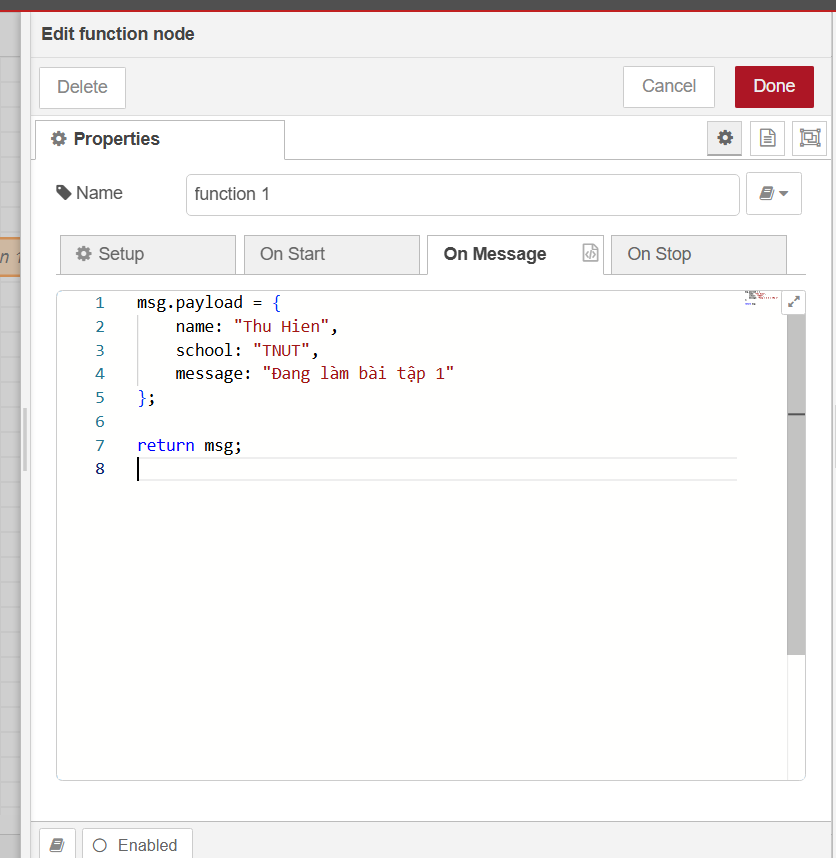 Edit function node
Delete
Cancel
Done
Properties
Name
function 1
n 1
Setup
On Start
On Message
On Stop
1 msg.payload = {
2 name: "Thu Hien",
3 school: "TNUT",
4 message: "Đang làm bài tập 1"
5 };
6
7 return msg;
8
Enabled